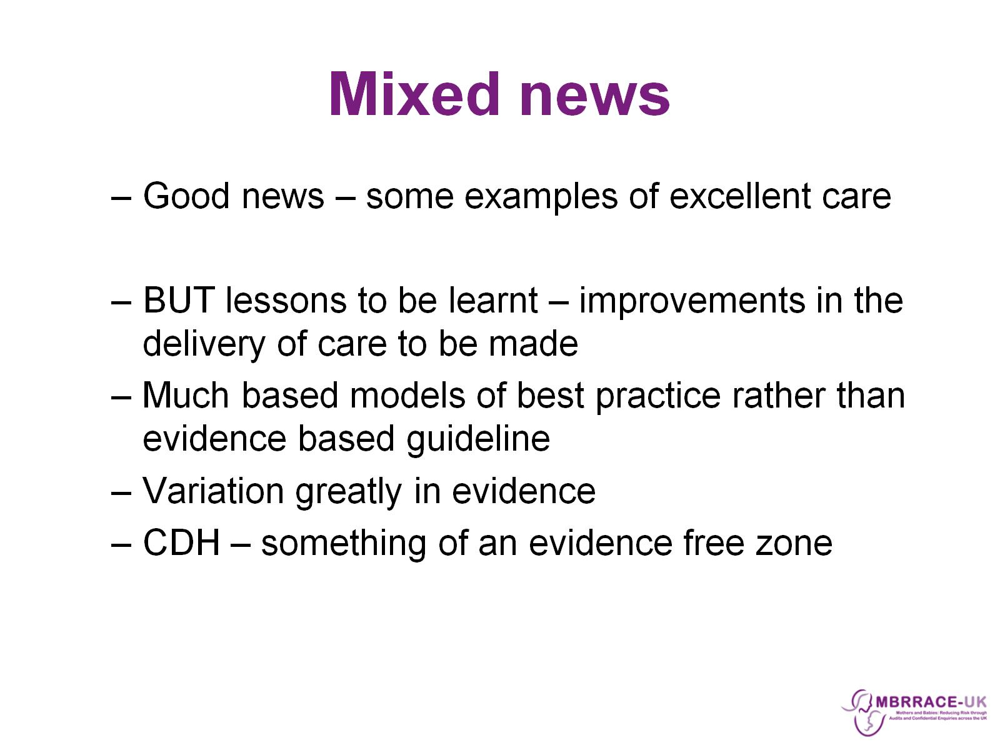 Mixed news
– Good news – some examples of excellent care
– BUT lessons to be learnt – improvements in the
delivery of care to be made
– Much based models of best practice rather than
evidence based guideline
– Variation greatly in evidence
– CDH – something of an evidence free zone
MBRRACE-UK
Mothers and Babies: Reducing Risk through
Audits and Confidential Enquiries across the UK